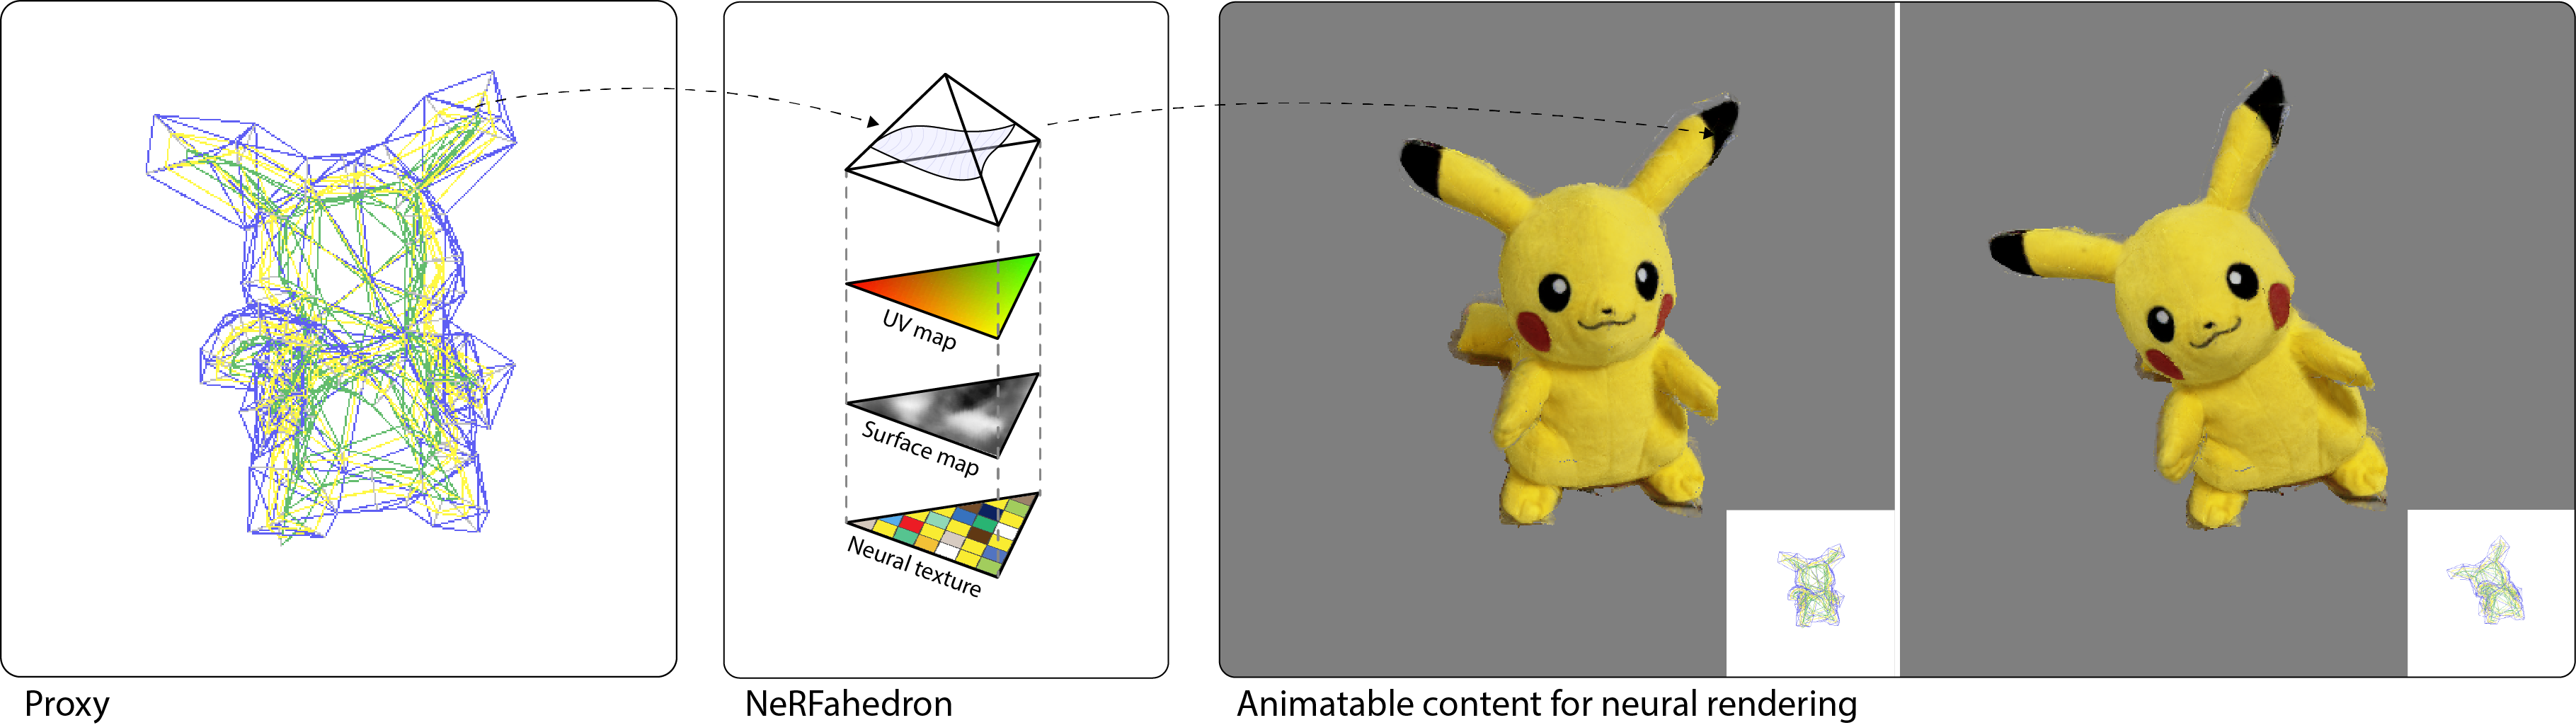 UV map
Surface map
Neural texture
Proxy
NeRFahedron
Animatable content for neural rendering